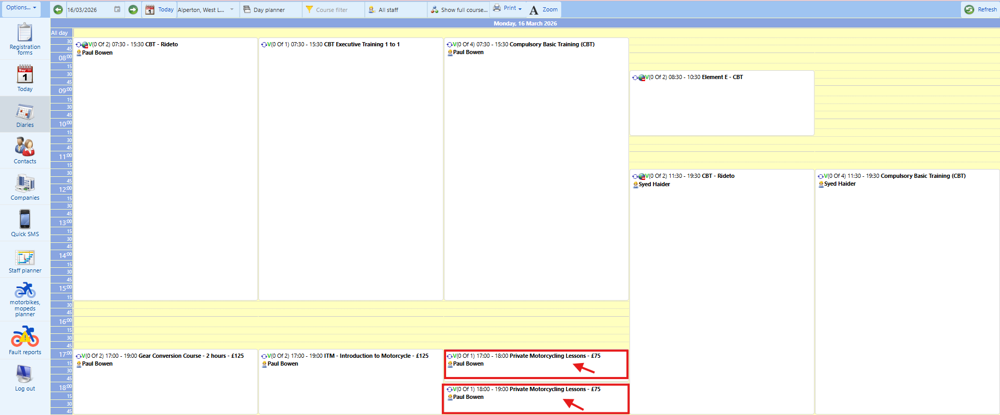 Options...
16/03/2026
Today
Alperton, West L...
Day planner
Course filter
All staff
Show full course...
Print
A
Zoom
Refresh
Monday, 16 March 2026
All day
Registration
forms
Day
1
Today
Diaries
Contacts
Companies
Quick SMS
Staff planner
motorbikes,
mopeds
planner
Fault reports
Log out
30
45
08:00
15
30
45
09:00
15
30
45
10:00
15
30
45
11:00
15
30
45
12:00
15
30
45
13:00
15
30
45
14:00
15
30
45
15:00
15
30
45
16:00
15
30
45
17:00
15
30
45
18:00
15
30
45
V(0 Of 2) 07:30 - 15:30 CBT - Rideto
Paul Bowen
V(0 Of 1) 07:30 - 15:30 CBT Executive Training 1 to 1
V(0 Of 4) 07:30 - 15:30 Compulsory Basic Training (CBT)
Paul Bowen
V(0 Of 2) 08:30 - 10:30 Element E - CBT
V(0 Of 2) 11:30 - 19:30 CBT - Rideto
Syed Haider
V(0 Of 4) 11:30 - 19:30 Compulsory Basic Training (CBT)
Syed Haider
V(0 Of 2) 17:00 - 19:00 Gear Conversion Course - 2 hours - £125
Paul Bowen
V(0 Of 2) 17:00 - 19:00 ITM - Introduction to Motorcycle - £125
Paul Bowen
V(0 Of 1) 17:00 - 18:00 Private Motorcycling Lessons - £75
Paul Bowen
V(0 Of 1) 18:00 - 19:00 Private Motorcycling Lessons - £75
Paul Bowen